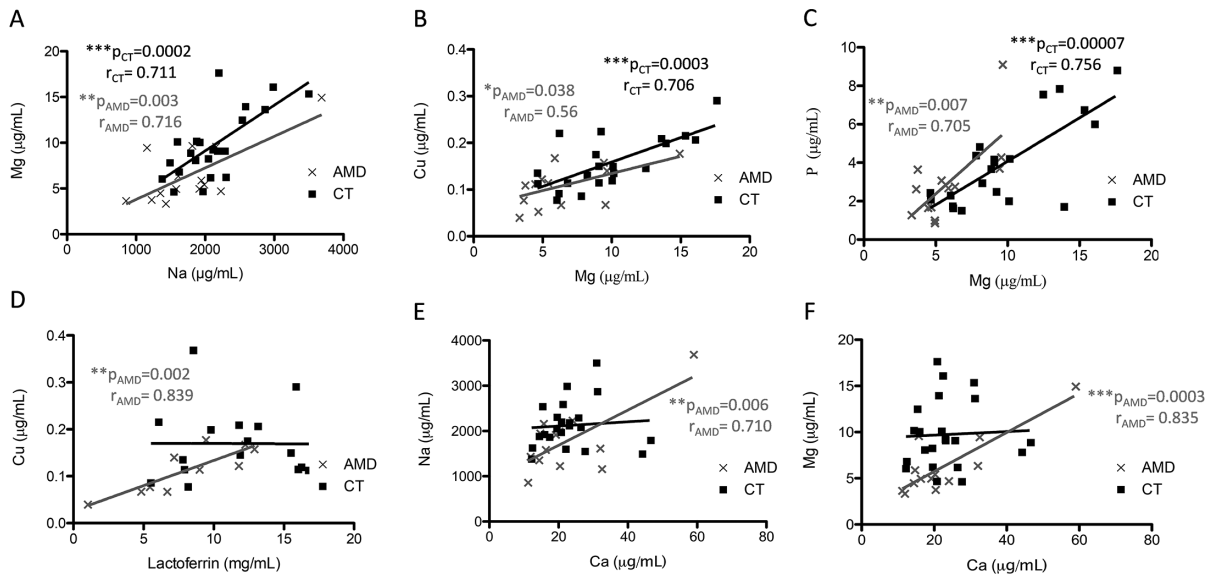 A
***pCT=0.0002
rCT= 0.711
**pAMD=0.003
rAMD= 0.716
Mg (µg/mL)
20
15
10
5
0
0 1000 2000 3000 4000
Na (µg/mL)
AMD
CT
B
***pCT=0.0003
rCT= 0.706
*pAMD=0.038
rAMD= 0.56
Cu (µg/mL)
0.4
0.3
0.2
0.1
0.0
0 5 10 15 20
Mg (µg/mL)
AMD
CT
C
***pCT=0.00007
rCT= 0.756
**pAMD=0.007
rAMD= 0.705
P (µg/mL)
10
8
6
4
2
0
0 5 10 15 20
Mg (µg/mL)
AMD
CT
D
**pAMD=0.002
rAMD= 0.839
Cu (µg/mL)
0.4
0.3
0.2
0.1
0.0
0 5 10 15 20
Lactoferrin (mg/mL)
AMD
CT
E
**pAMD=0.006
rAMD= 0.710
Na (µg/mL)
4000
3000
2000
1000
0
0 20 40 60 80
Ca (µg/mL)
AMD
CT
F
***pAMD=0.0003
rAMD= 0.835
Mg (µg/mL)
20
15
10
5
0
0 20 40 60 80
Ca (µg/mL)
AMD
CT